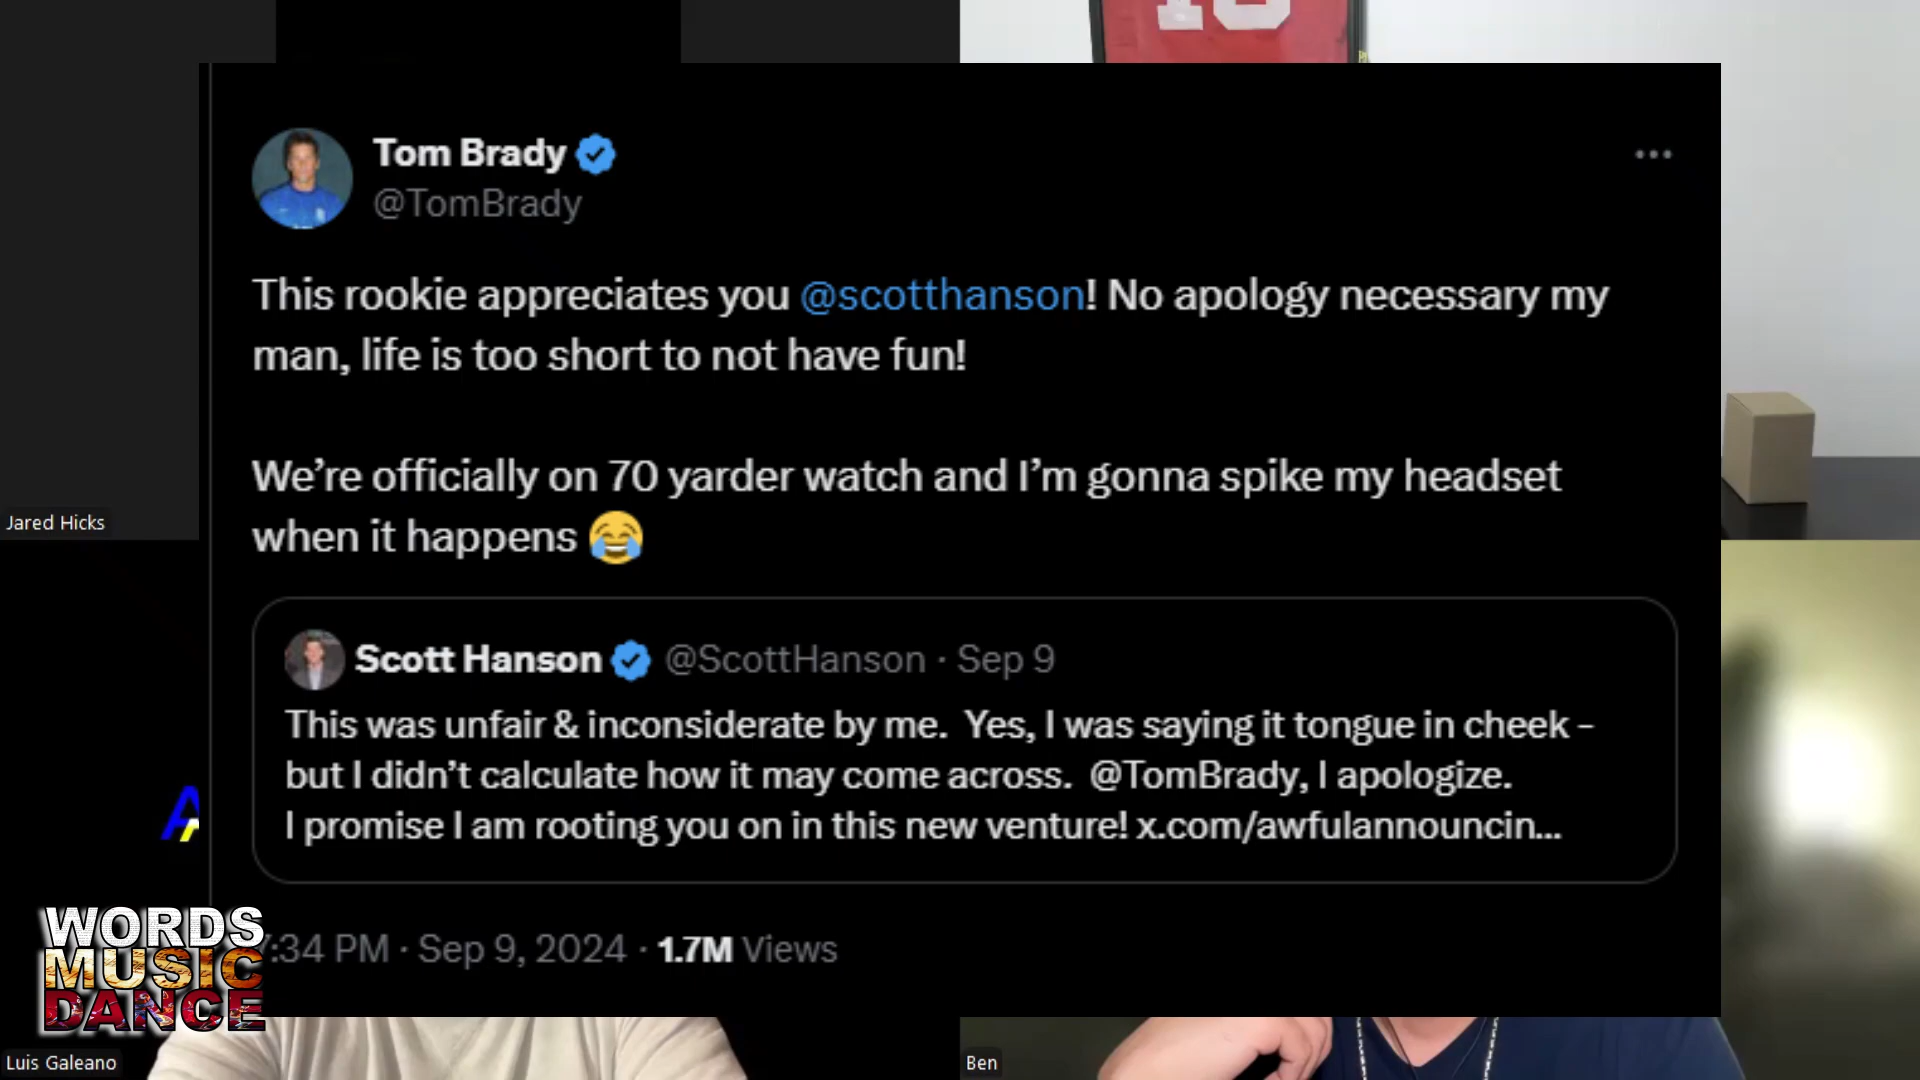 Tom Brady
@TomBrady
This rookie appreciates you @scotthanson! No apology necessary my
man, life is too short to not have fun!
We're officially on 70 yarder watch and I'm gonna spike my headset
when it happens 😂
Scott Hanson @ScottHanson · Sep 9
This was unfair & inconsiderate by me. Yes, I was saying it tongue in cheek –
but I didn't calculate how it may come across. @TomBrady, I apologize.
I promise I am rooting you on in this new venture! x.com/awfulannouncin...
:34 PM · Sep 9, 2024 · 1.7M Views
Jared Hicks
A
WORDS
MUSIC
DANCE
Luis Galeano
Ben